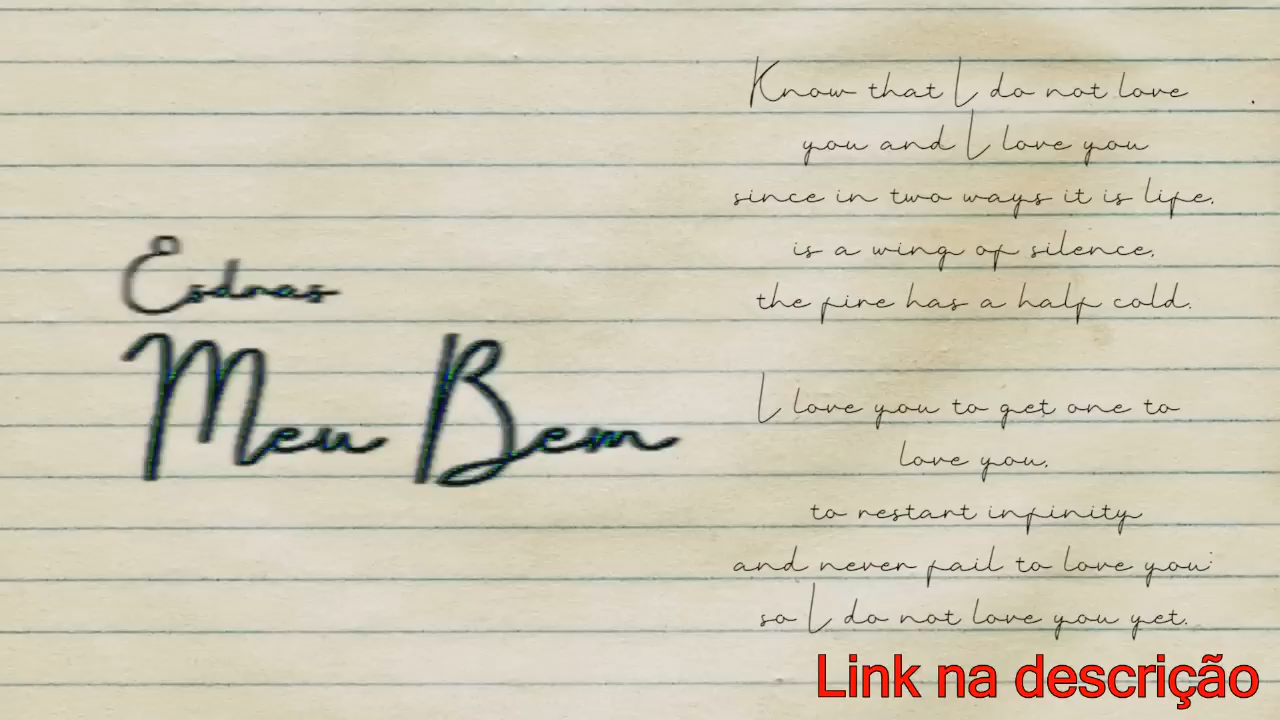 Esdras
Meu Bem
Know that I do not love
you and I love you
since in two ways it is life,
is a wing of silence,
the fire has a half cold.
I love you to get one to
love you,
to restart infinity
and never fail to love you:
so I do not love you yet.
Link na descrição